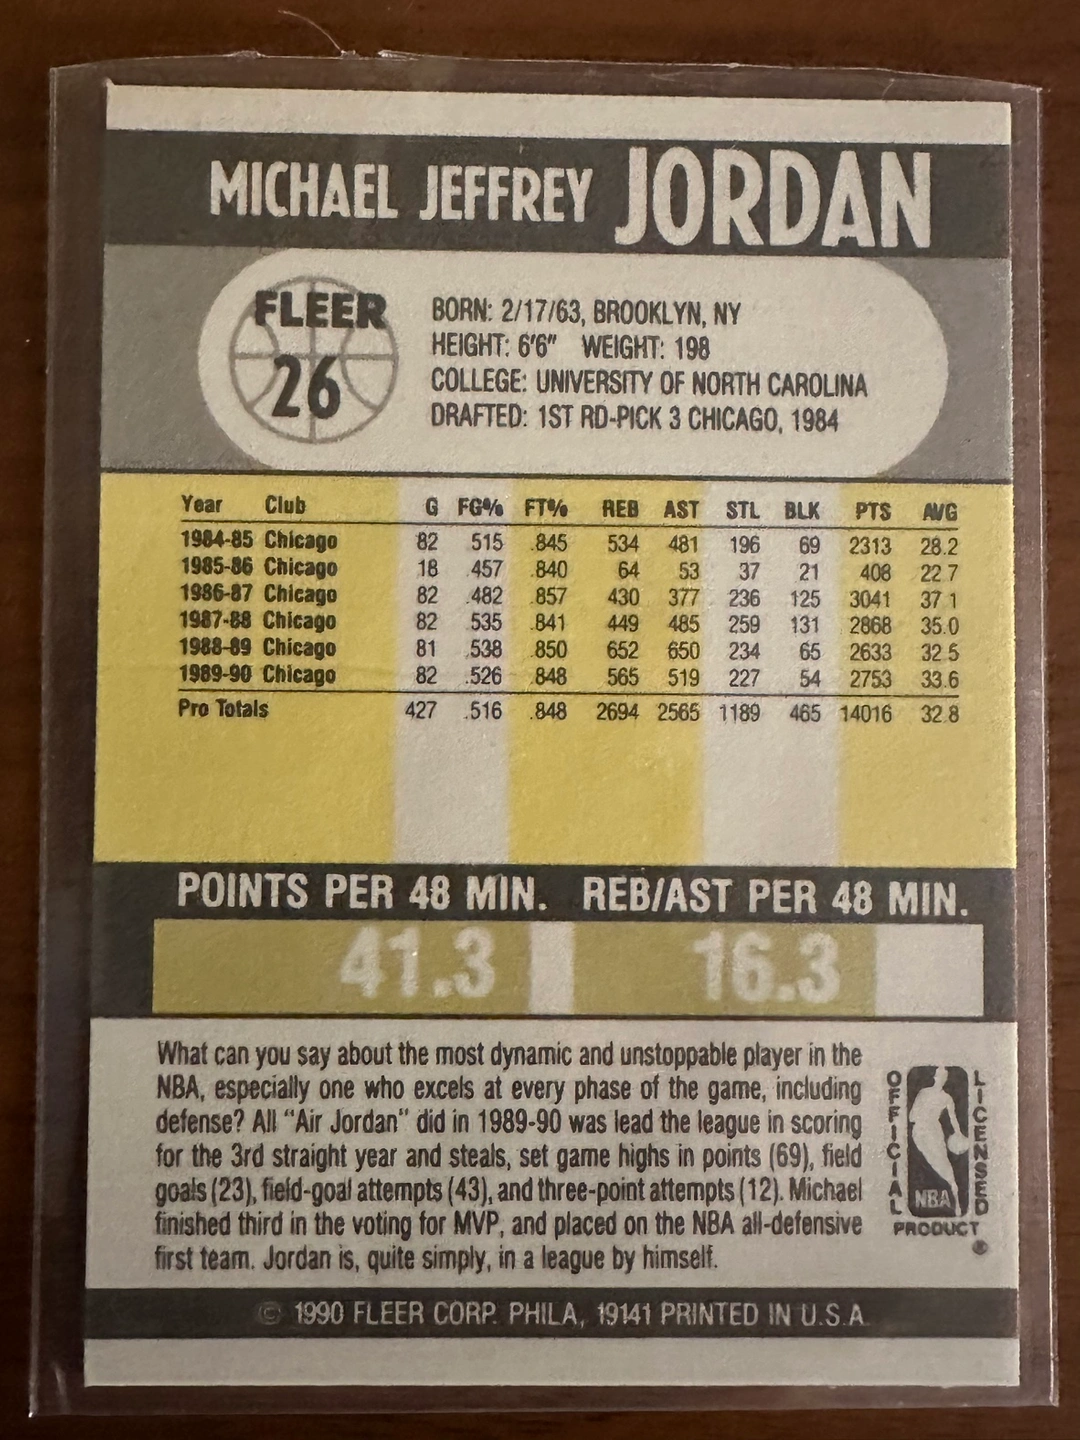 MICHAEL JEFFREY JORDAN
FLEER
26
BORN: 2/17/63, BROOKLYN, NY
HEIGHT: 6'6" WEIGHT: 198
COLLEGE: UNIVERSITY OF NORTH CAROLINA
DRAFTED: 1ST RD-PICK 3 CHICAGO, 1984
Year Club G FG% FT% REB AST STL BLK PTS AVG
1984-85 Chicago 82 .515 .845 534 481 196 69 2313 28.2
1985-86 Chicago 18 .457 .840 64 53 37 21 408 22.7
1986-87 Chicago 82 .482 .857 430 377 236 125 3041 37.1
1987-88 Chicago 82 .535 .841 449 485 259 131 2868 35.0
1988-89 Chicago 81 .538 .850 652 650 234 65 2633 32.5
1989-90 Chicago 82 .526 .848 565 519 227 54 2753 33.6
Pro Totals 427 .516 .848 2694 2565 1189 465 14016 32.8
POINTS PER 48 MIN. REB/AST PER 48 MIN.
41.3 16.3
What can you say about the most dynamic and unstoppable player in the
NBA, especially one who excels at every phase of the game, including
defense? All "Air Jordan" did in 1989-90 was lead the league in scoring
for the 3rd straight year and steals, set game highs in points (69), field
goals (23), field-goal attempts (43), and three-point attempts (12). Michael
finished third in the voting for MVP, and placed on the NBA all-defensive
first team. Jordan is, quite simply, in a league by himself.
OFFICIAL LICENSED
NBA
PRODUCT
®
© 1990 FLEER CORP. PHILA, 19141 PRINTED IN U.S.A.